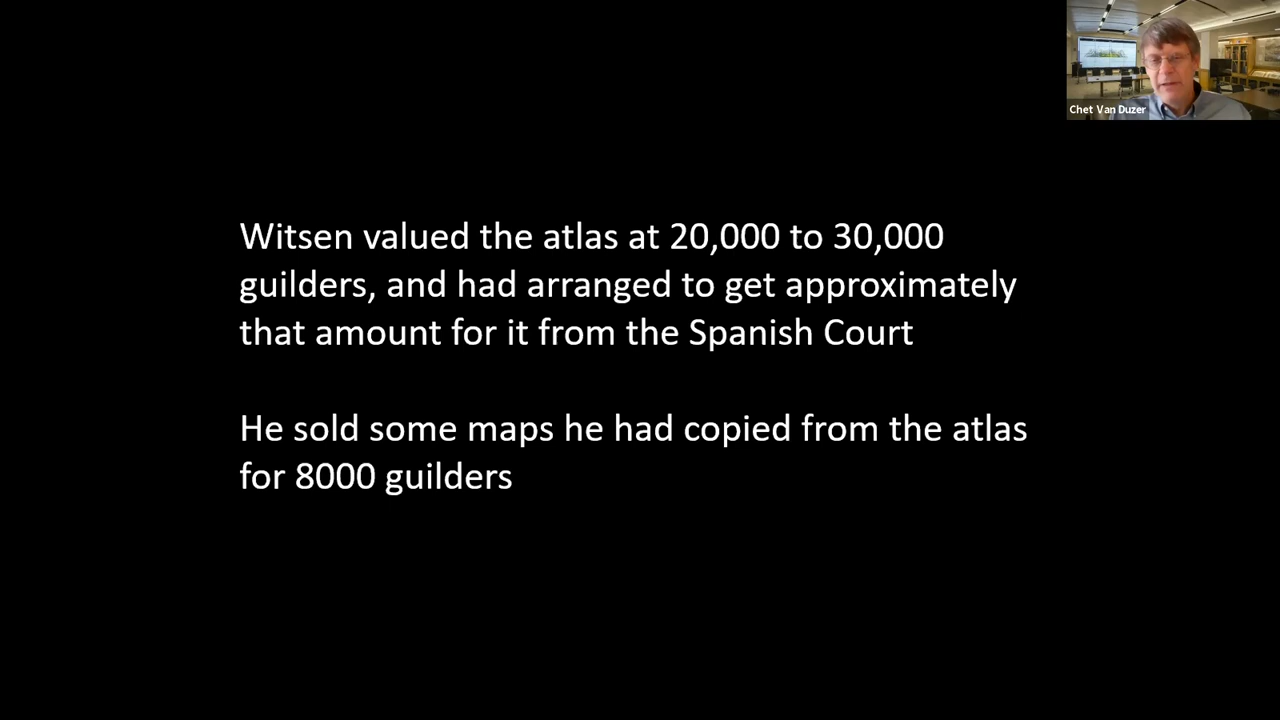 Chet Van Duzer
Witsen valued the atlas at 20,000 to 30,000
guilders, and had arranged to get approximately
that amount for it from the Spanish Court
He sold some maps he had copied from the atlas
for 8000 guilders